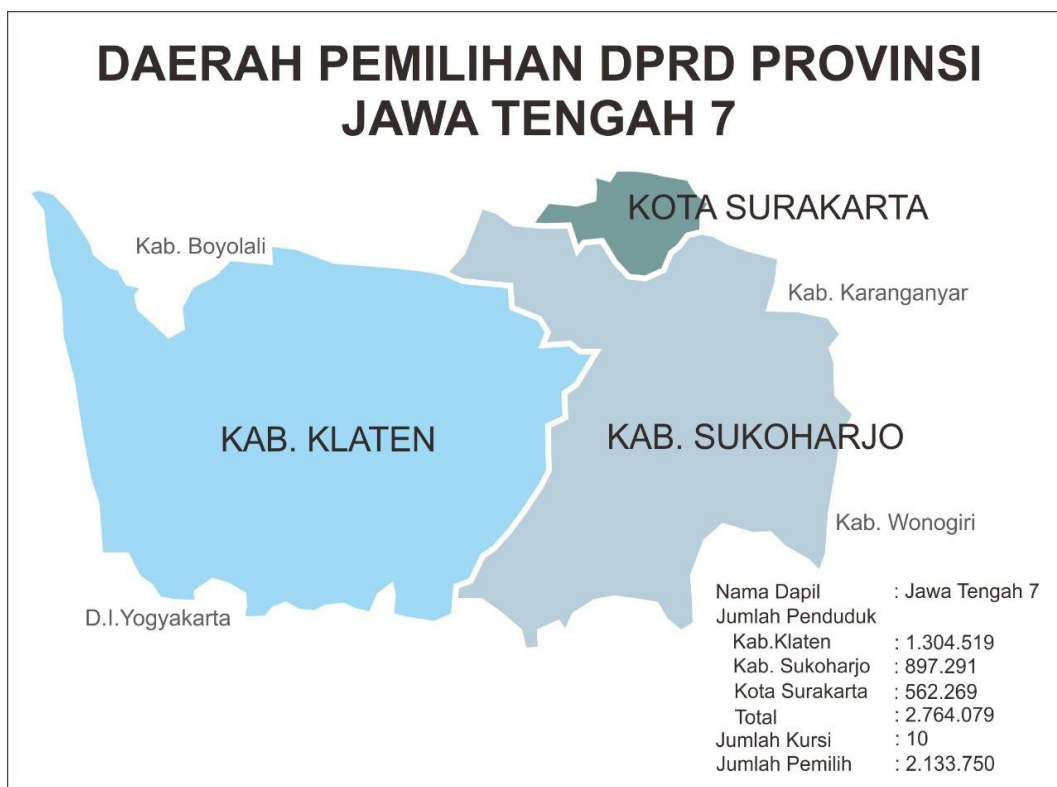 DAERAH PEMILIHAN DPRD PROVINSI
JAWA TENGAH 7
KOTA SURAKARTA
Kab. Boyolali
Kab. Karanganyar
KAB. KLATEN
KAB. SUKOHARJO
Kab. Wonogiri
D.I.Yogyakarta
Nama Dapil : Jawa Tengah 7
Jumlah Penduduk
Kab.Klaten : 1.304.519
Kab. Sukoharjo : 897.291
Kota Surakarta : 562.269
Total : 2.764.079
Jumlah Kursi : 10
Jumlah Pemilih : 2.133.750